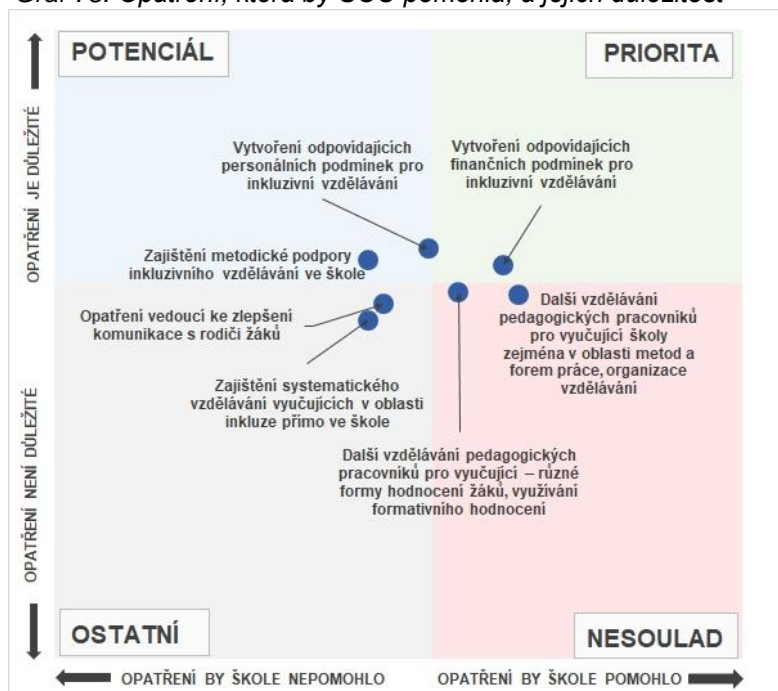 Graf Opatření, která by pomohla, a jejich důležitost
POTENCIÁL
PRIORITA
OPATŘENÍ JE DŮLEŽITÉ
Vytvoření odpovídajících
personálních podmínek pro
inkluzivní vzdělávání
Vytvoření odpovídajících
finančních podmínek pro
inkluzivní vzdělávání
Zajištění metodické podpory
inkluzivního vzdělávání ve škole
Opatření vedoucí ke zlepšení
komunikace s rodiči žáků
Další vzdělávání
pedagogických pracovníků
pro vyučující školy
zejména v oblasti metod a
forem práce, organizace
vzdělávání
Zajištění systematického
vzdělávání vyučujících v oblasti
inkluze přímo ve škole
Další vzdělávání pedagogických
pracovníků pro vyučující – různé
formy hodnocení žáků, využívání
formativního hodnocení
OPATŘENÍ NENÍ DŮLEŽITÉ
OSTATNÍ
NESOULAD
OPATŘENÍ BY ŠKOLE NEPOMOHLO
OPATŘENÍ BY ŠKOLE POMOHLO